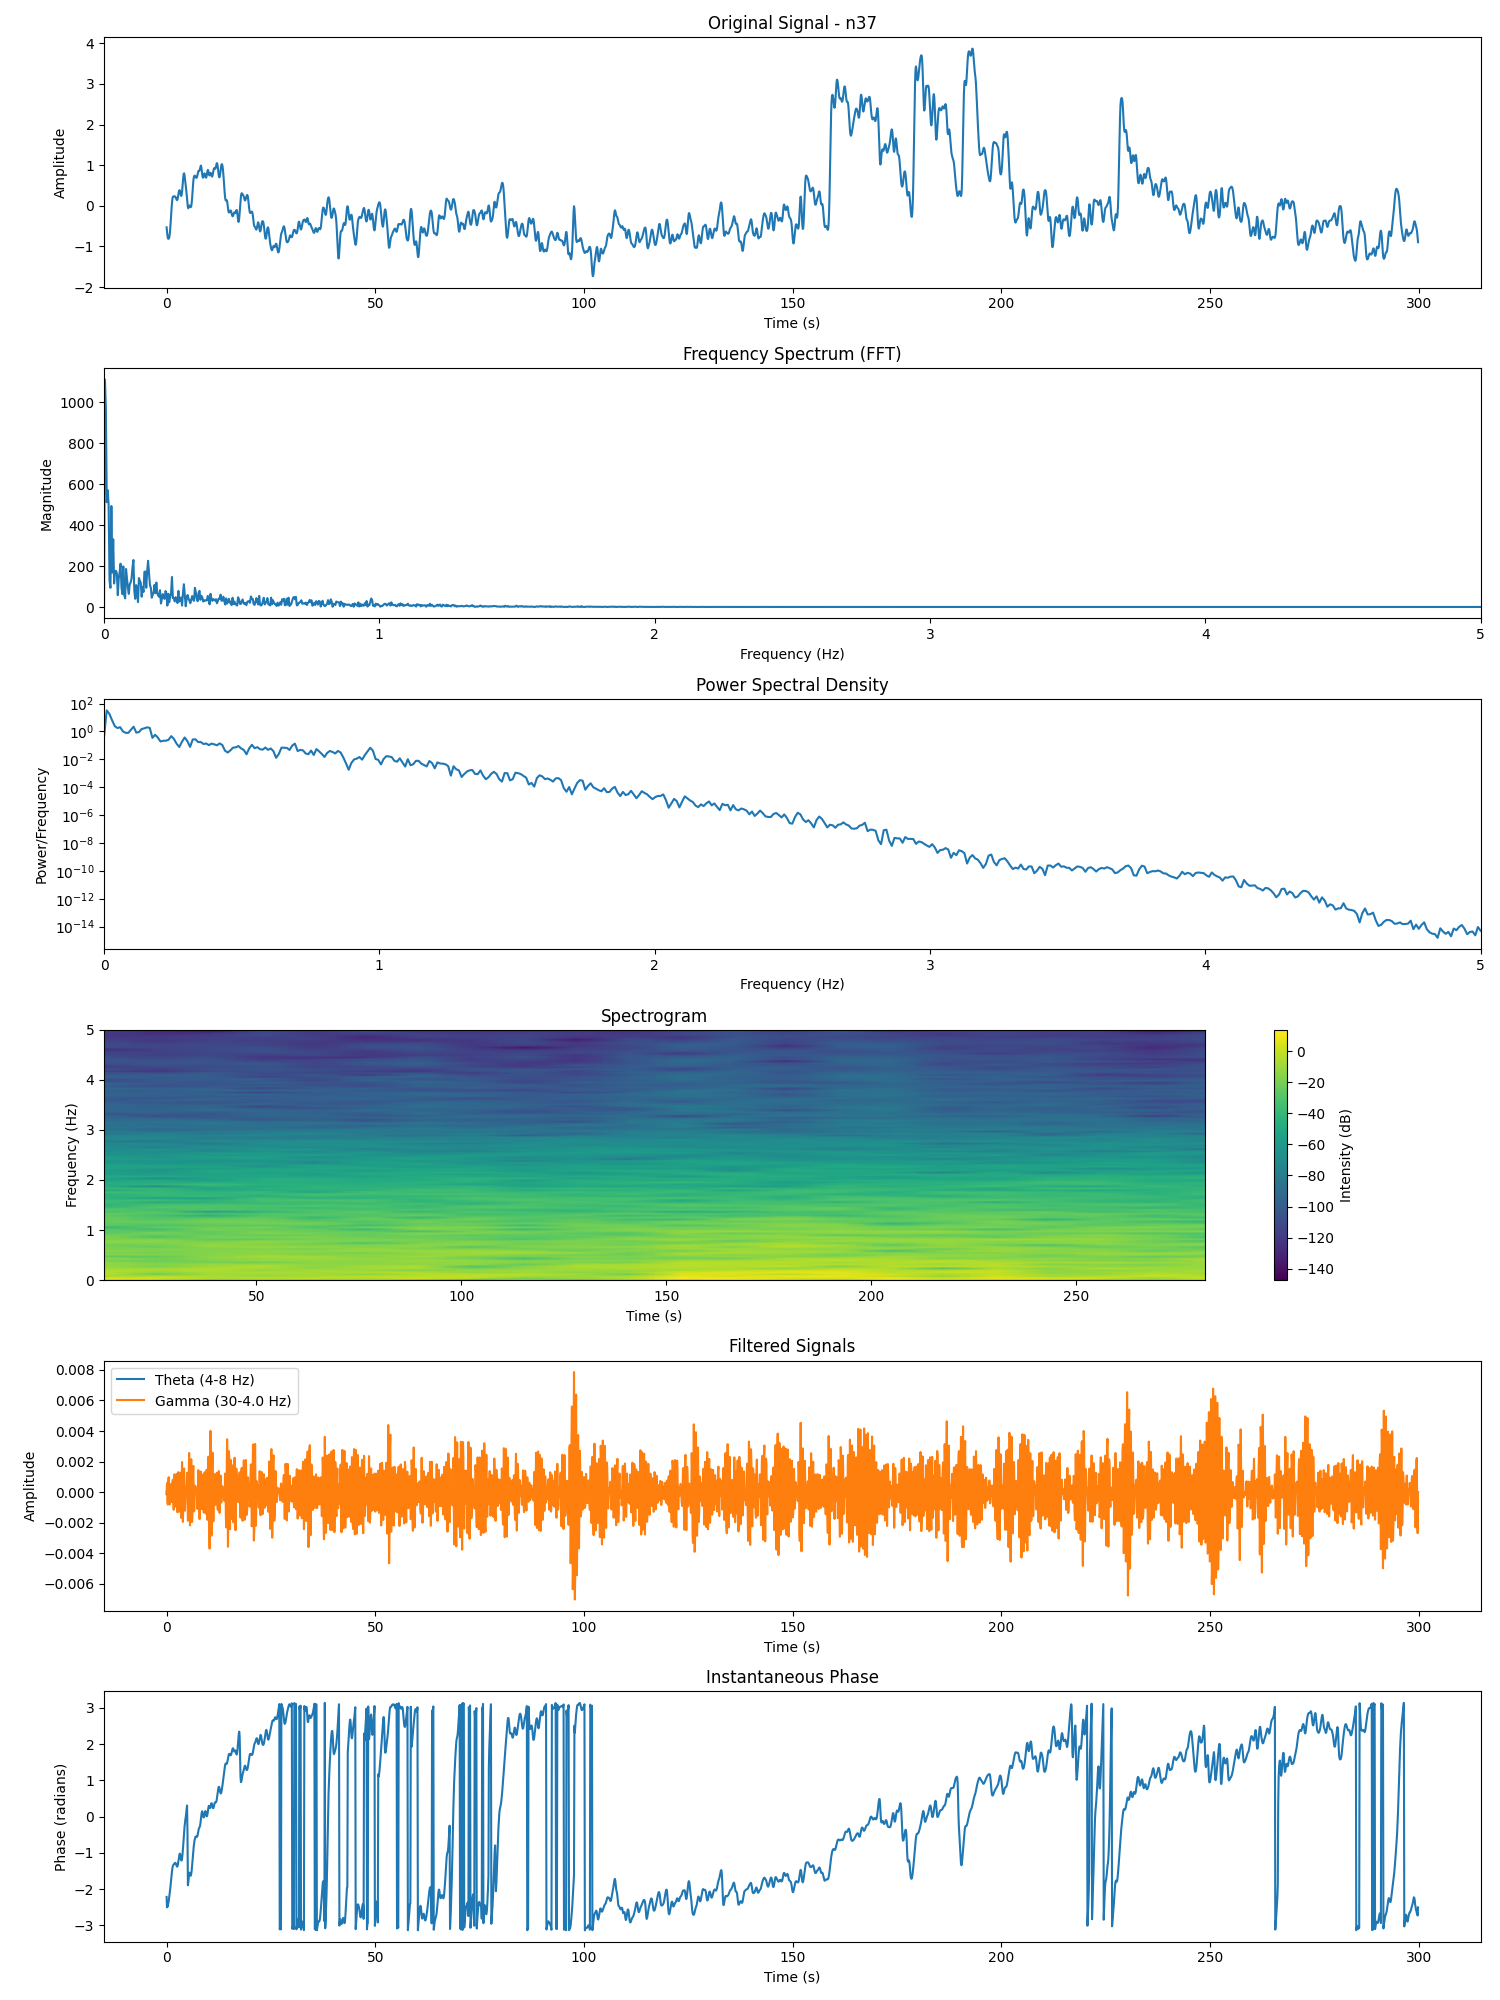 Original Signal - n37
4
3
2
1
0
−1
−2
Amplitude
0 50 100 150 200 250 300
Time (s)
Frequency Spectrum (FFT)
1000
800
600
400
200
0
Magnitude
0 1 2 3 4 5
Frequency (Hz)
Power Spectral Density
10^2
10^0
10^−2
10^−4
10^−6
10^−8
10^−10
10^−12
10^−14
Power/Frequency
0 1 2 3 4 5
Frequency (Hz)
Spectrogram
5
4
3
2
1
0
Frequency (Hz)
50 100 150 200 250
Time (s)
0
−20
−40
−60
−80
−100
−120
−140
Intensity (dB)
Filtered Signals
Theta (4-8 Hz)
Gamma (30-4.0 Hz)
0.008
0.006
0.004
0.002
0.000
−0.002
−0.004
−0.006
Amplitude
0 50 100 150 200 250 300
Time (s)
Instantaneous Phase
3
2
1
0
−1
−2
−3
Phase (radians)
0 50 100 150 200 250 300
Time (s)